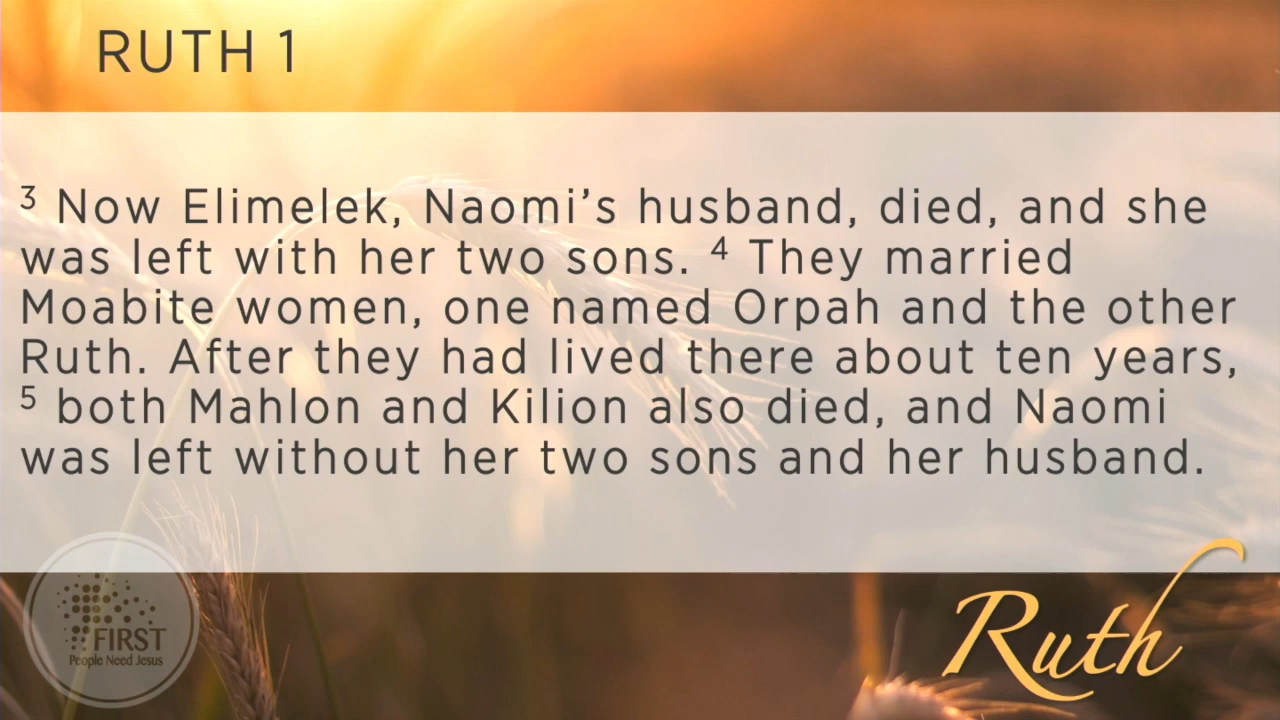 RUTH 1
3 Now Elimelek, Naomi’s husband, died, and she
was left with her two sons. 4 They married
Moabite women, one named Orpah and the other
Ruth. After they had lived there about ten years,
5 both Mahlon and Kilion also died, and Naomi
was left without her two sons and her husband.
FIRST
People Need Jesus
Ruth